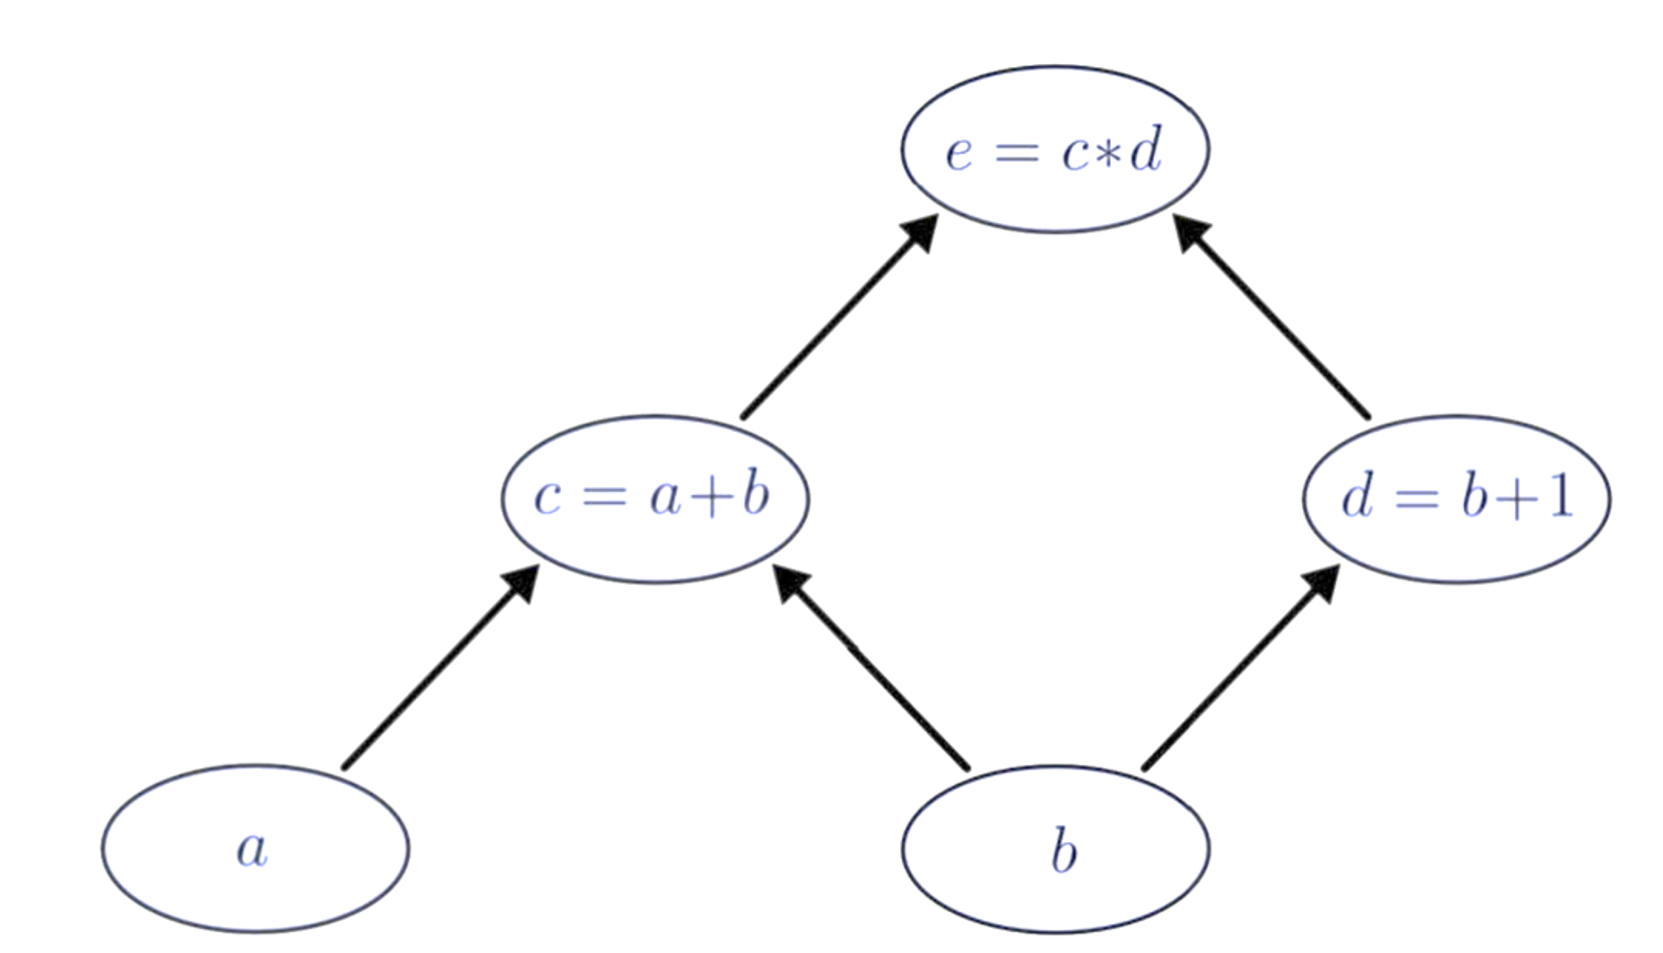 e = c*d
c = a+b
d = b+1
a
b